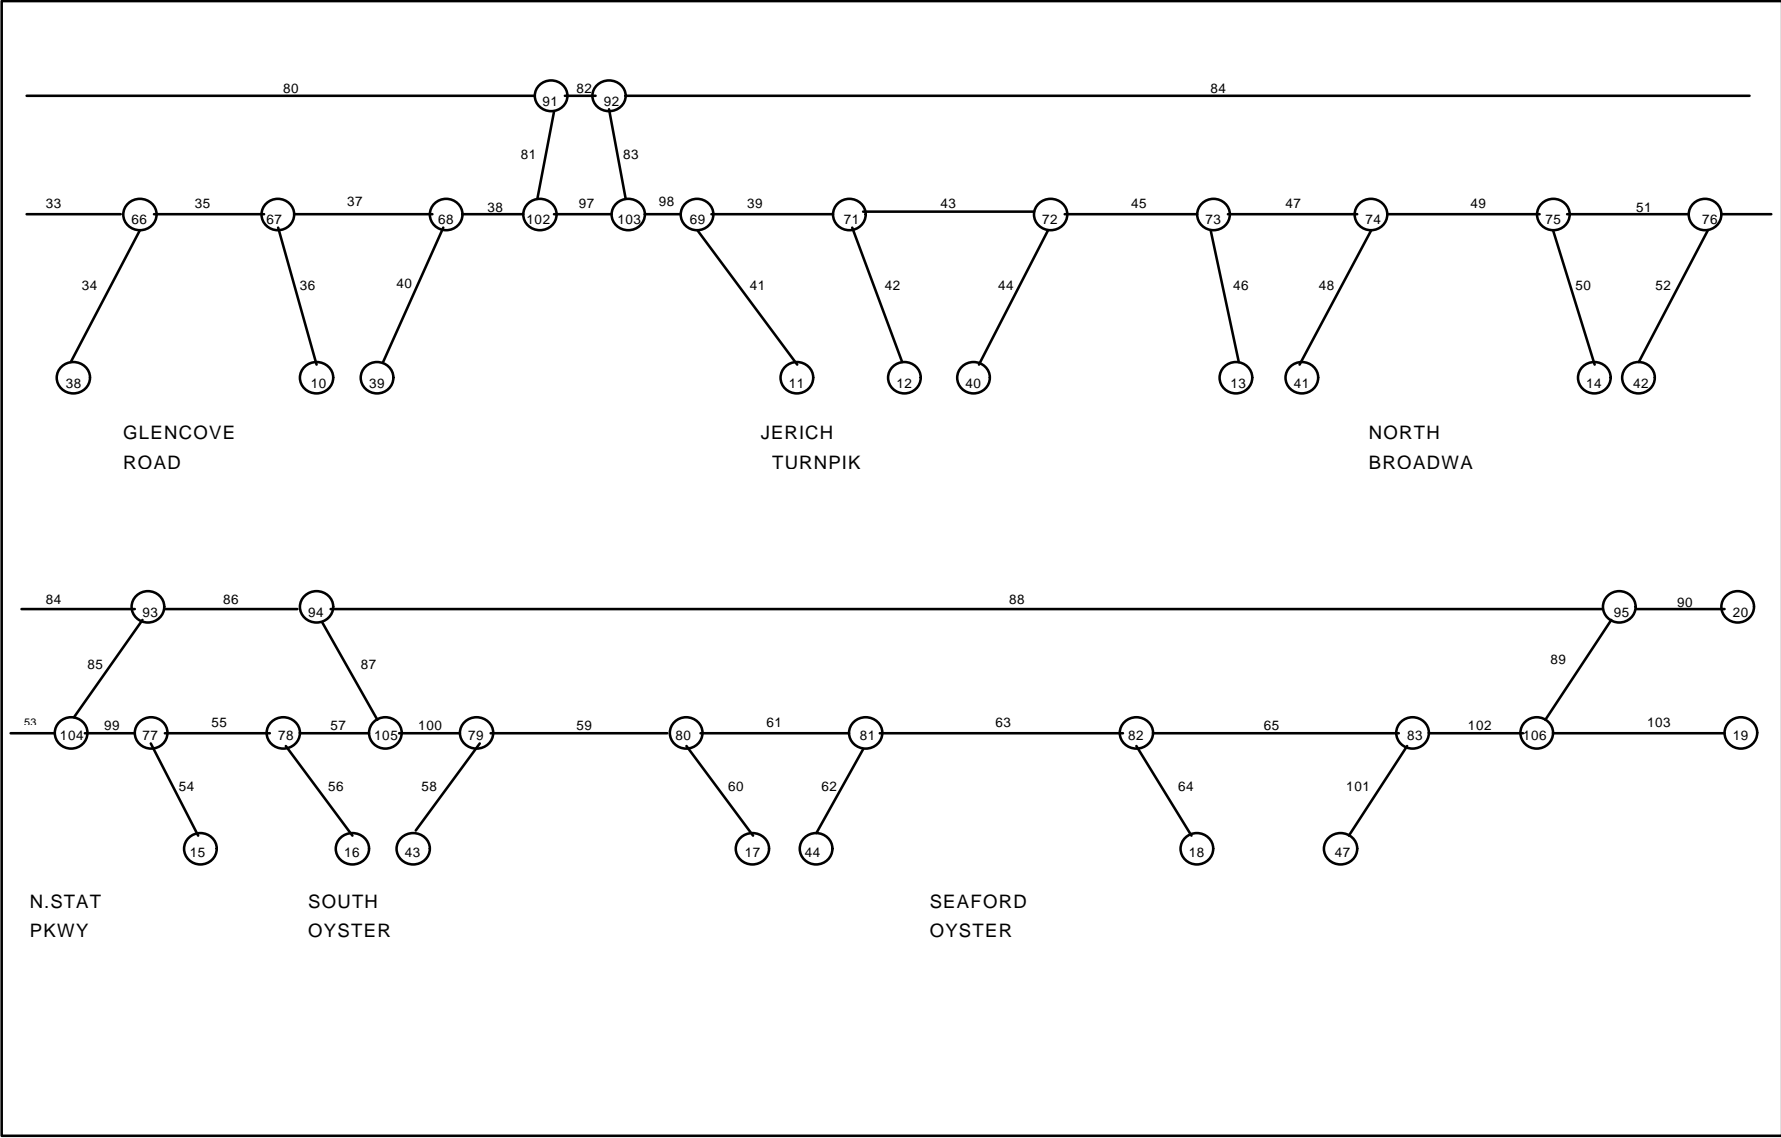 80 91 82 92 84
81 83
33 66 35 67 37 68 38 102 97 103 98 69 39 71 43 72 45 73 47 74 49 75 51 76
34 36 40 41 42 44 46 48 50 52
38 10 39 11 12 40 13 41 14 42
GLENCOVE JERICH NORTH
ROAD TURNPIK BROADWA
84 93 86 94 88 95 90 20
85 87 89
53 104 99 77 55 78 57 105 100 79 59 80 61 81 63 82 65 83 102 106 103 19
54 56 58 60 62 64 101
15 16 43 17 44 18 47
N.STAT SOUTH SEAFORD
PKWY OYSTER OYSTER